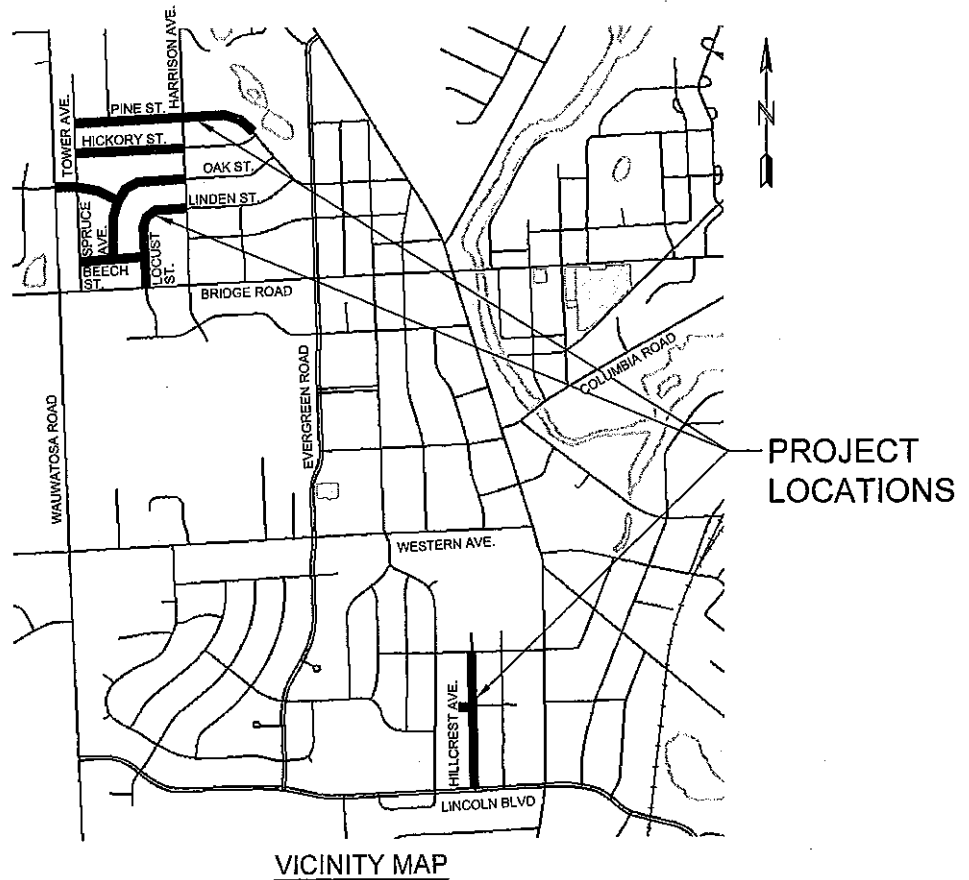 HARRISON AVE.
PINE ST.
TOWER AVE.
HICKORY ST.
OAK ST.
LINDEN ST.
SPRUCE
AVE.
BEECH
ST.
LOCUST
ST.
BRIDGE ROAD
N
WAUWATOSA ROAD
EVERGREEN ROAD
COLUMBIA ROAD
PROJECT
LOCATIONS
WESTERN AVE.
HILLCREST AVE.
LINCOLN BLVD
VICINITY MAP